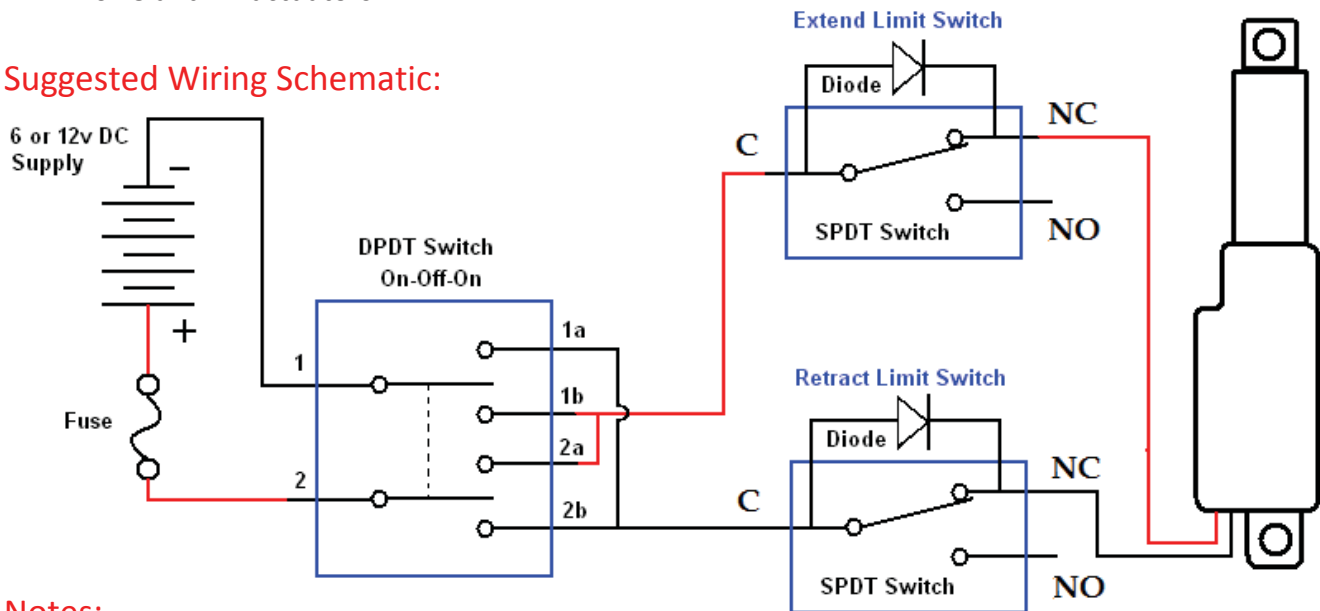 Suggested Wiring Schematic:
6 or 12v DC
Supply
-
+
Fuse
DPDT Switch
On-Off-On
1
2
1a
1b
2a
2b
Extend Limit Switch
Diode
C
NC
NO
SPDT Switch
Retract Limit Switch
Diode
C
NC
NO
SPDT Switch